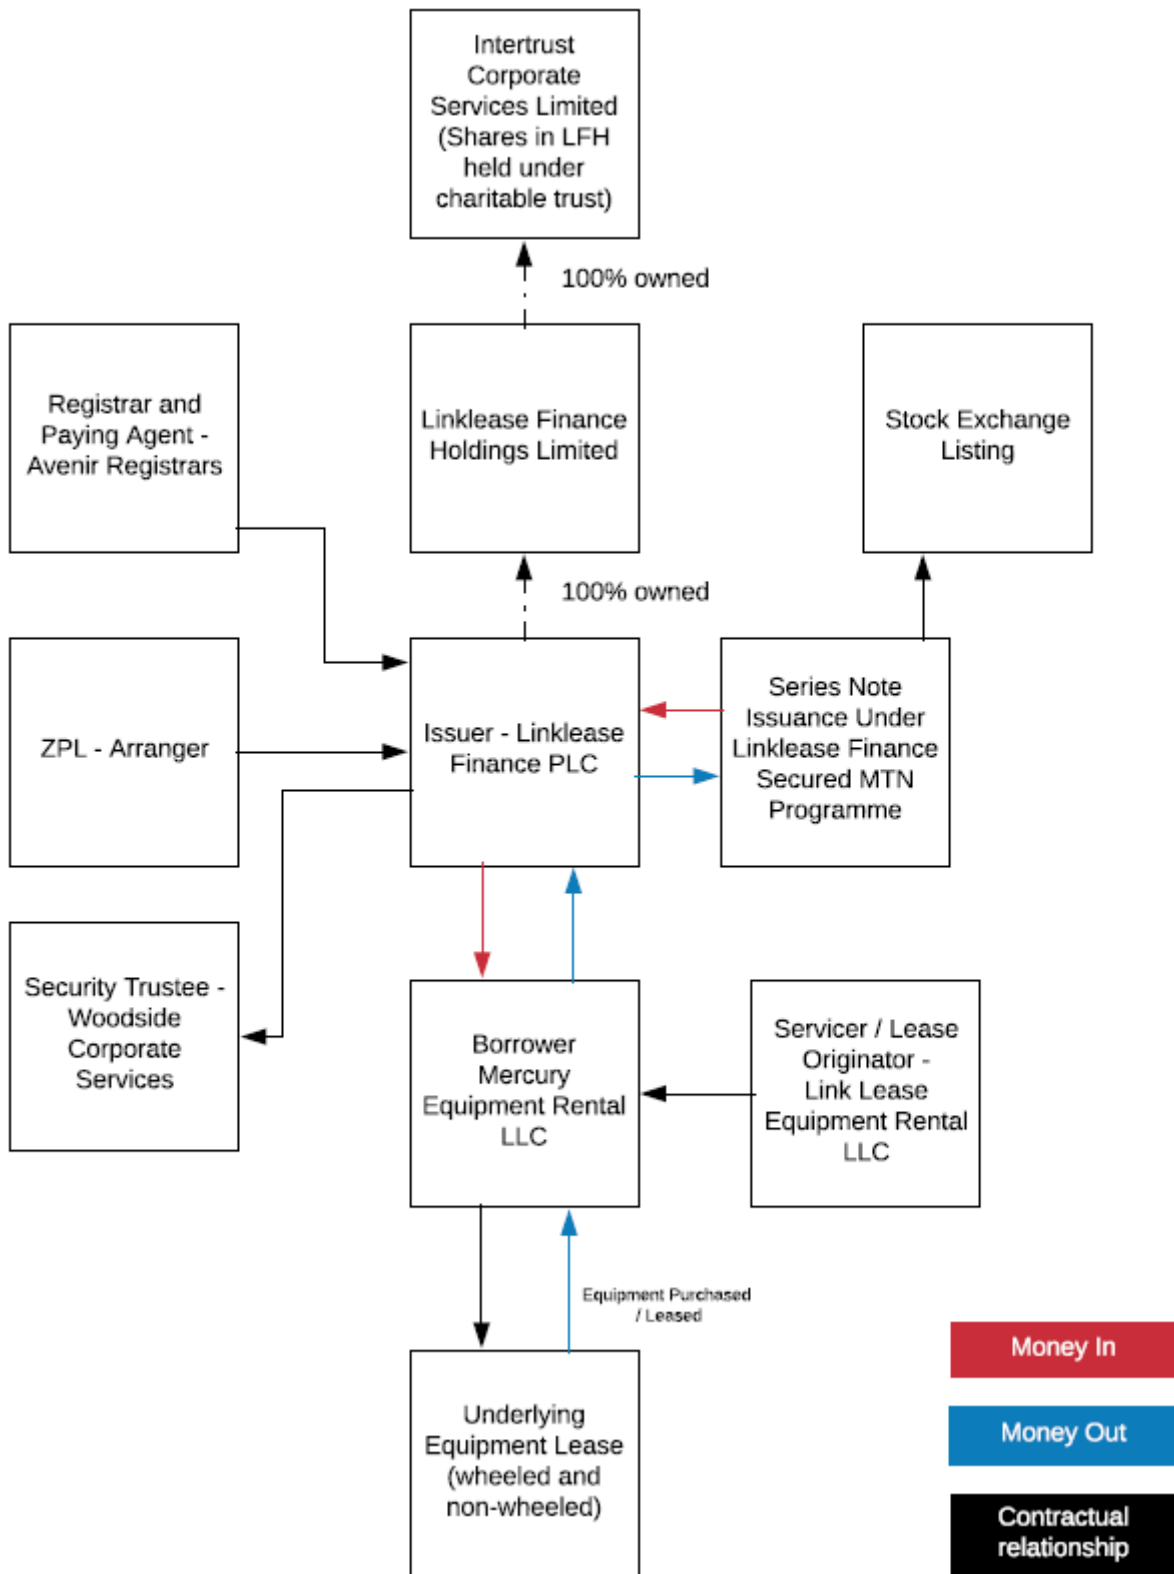 Intertrust
Corporate
Services Limited
(Shares in LFH
held under
charitable trust)
100% owned
Registrar and
Paying Agent -
Avenir Registrars
Linklease Finance
Holdings Limited
Stock Exchange
Listing
100% owned
ZPL - Arranger
Issuer - Linklease
Finance PLC
Series Note
Issuance Under
Linklease Finance
Secured MTN
Programme
Security Trustee -
Woodside
Corporate
Services
Borrower
Mercury
Equipment Rental
LLC
Servicer / Lease
Originator -
Link Lease
Equipment Rental
LLC
Equipment Purchased
/ Leased
Underlying
Equipment Lease
(wheeled and
non-wheeled)
Money In
Money Out
Contractual
relationship